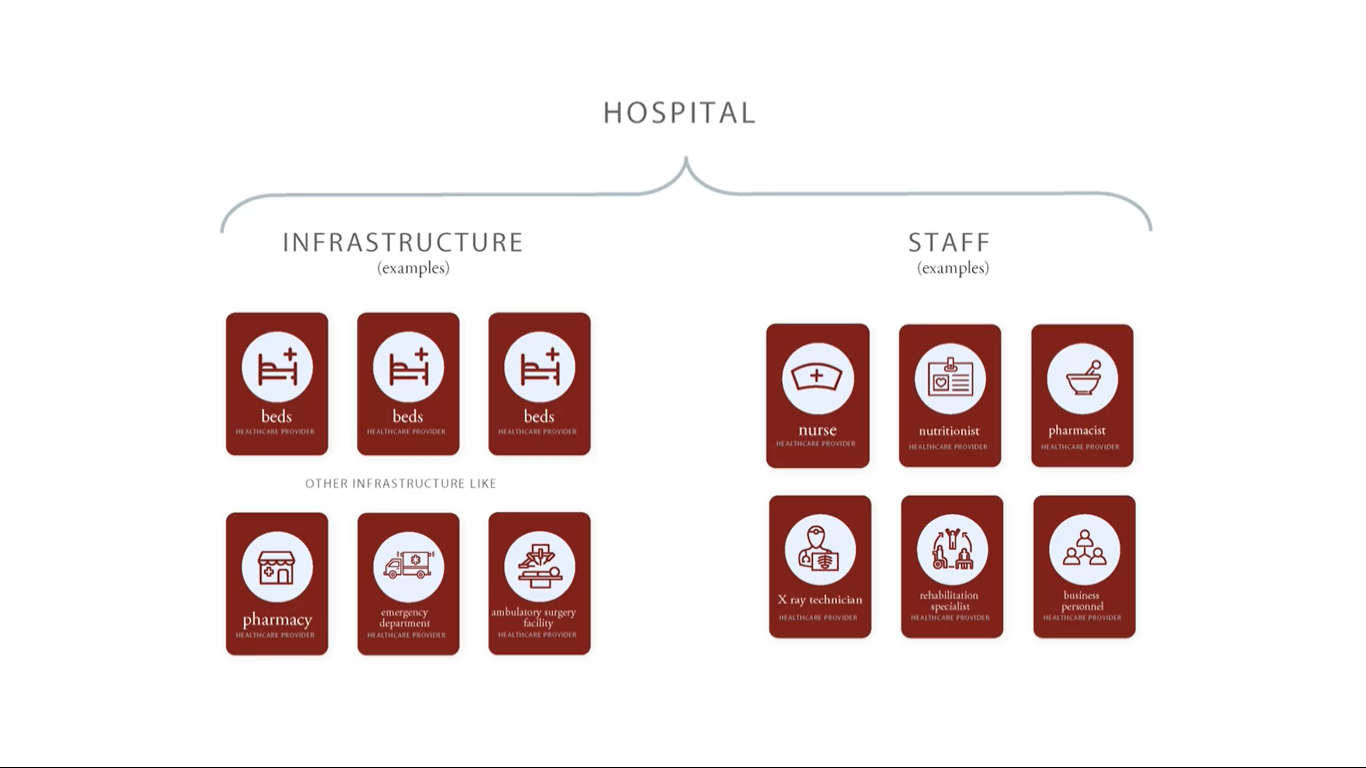 HOSPITAL
INFRASTRUCTURE
(examples)
STAFF
(examples)
beds
HEALTHCARE PROVIDER
beds
HEALTHCARE PROVIDER
beds
HEALTHCARE PROVIDER
nurse
HEALTHCARE PROVIDER
nutritionist
HEALTHCARE PROVIDER
pharmacist
HEALTHCARE PROVIDER
OTHER INFRASTRUCTURE LIKE
pharmacy
HEALTHCARE PROVIDER
emergency
department
HEALTHCARE PROVIDER
ambulatory surgery
facility
HEALTHCARE PROVIDER
X ray technician
HEALTHCARE PROVIDER
rehabilitation
specialist
HEALTHCARE PROVIDER
business
personnel
HEALTHCARE PROVIDER